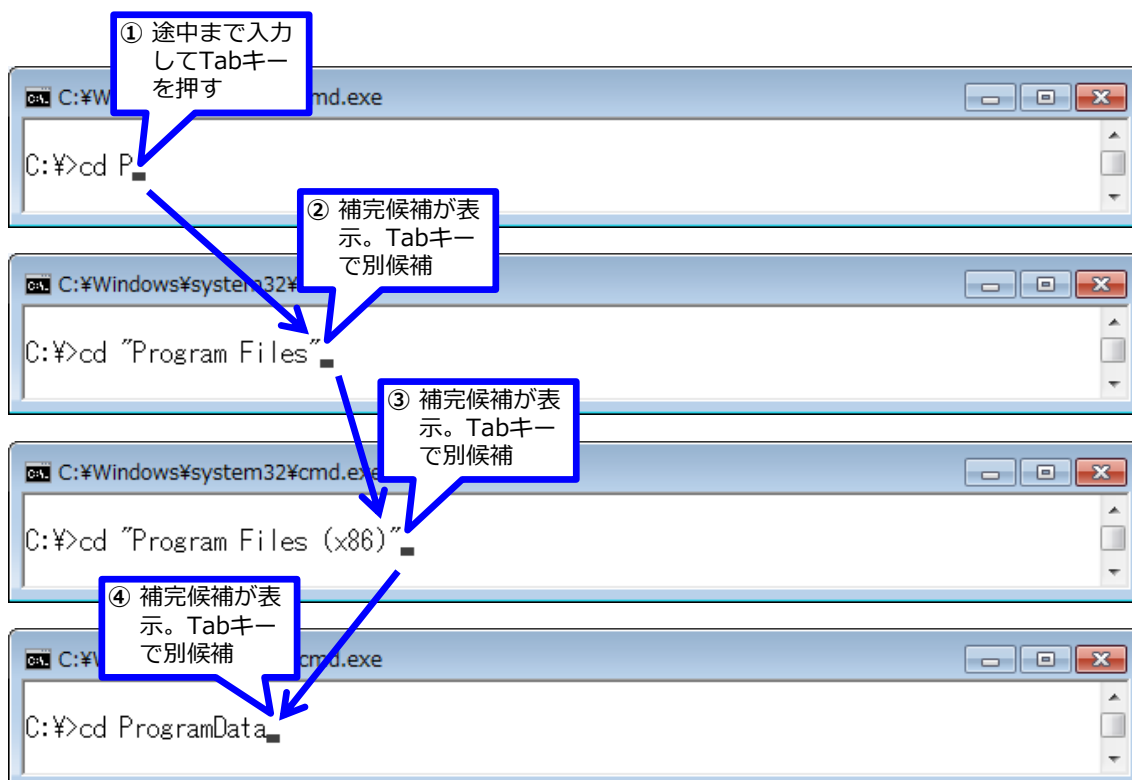 ① 途中まで入力
してTabキー
を押す
C:¥W md.exe
C:¥>cd P
② 補完候補が表
示。Tabキー
で別候補
C:¥Windows¥system32¥
C:¥>cd "Program Files"
③ 補完候補が表
示。Tabキー
で別候補
C:¥Windows¥system32¥cmd.exe
C:¥>cd "Program Files (x86)"
④ 補完候補が表
示。Tabキー
で別候補
C:¥ cmd.exe
C:¥>cd ProgramData